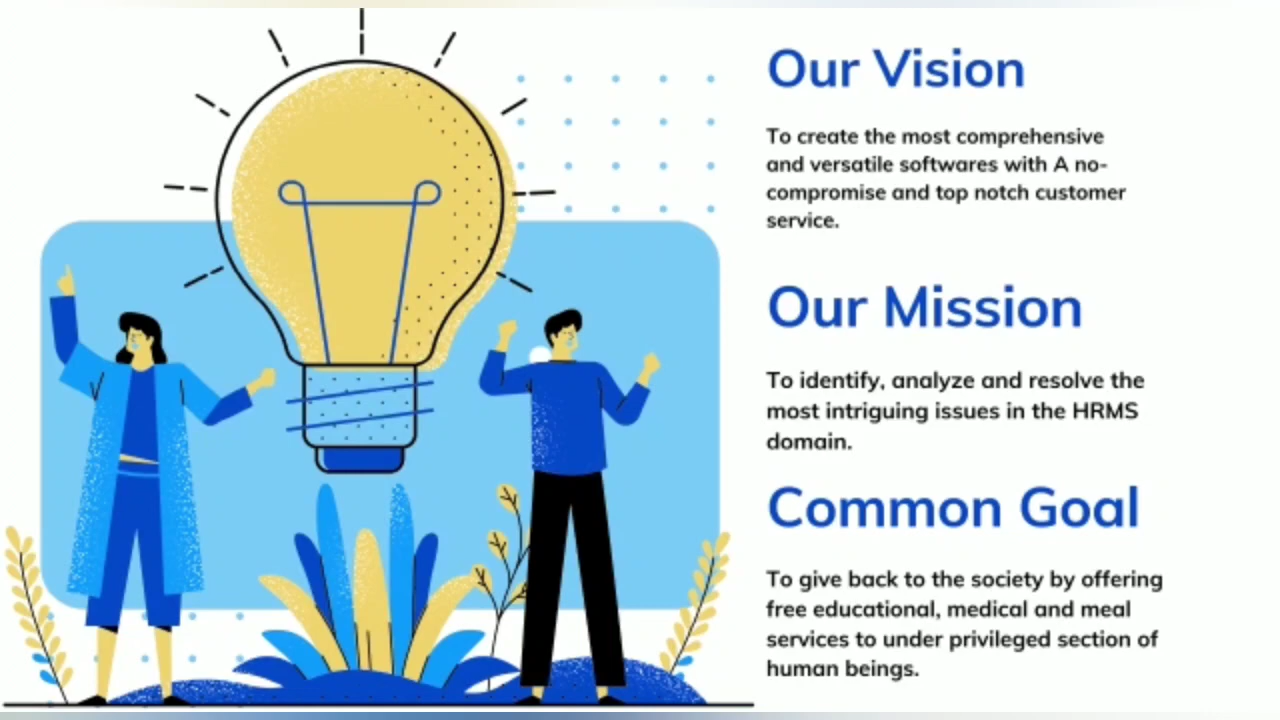 Our Vision
To create the most comprehensive
and versatile softwares with A no-
compromise and top notch customer
service.
Our Mission
To identify, analyze and resolve the
most intriguing issues in the HRMS
domain.
Common Goal
To give back to the society by offering
free educational, medical and meal
services to under privileged section of
human beings.